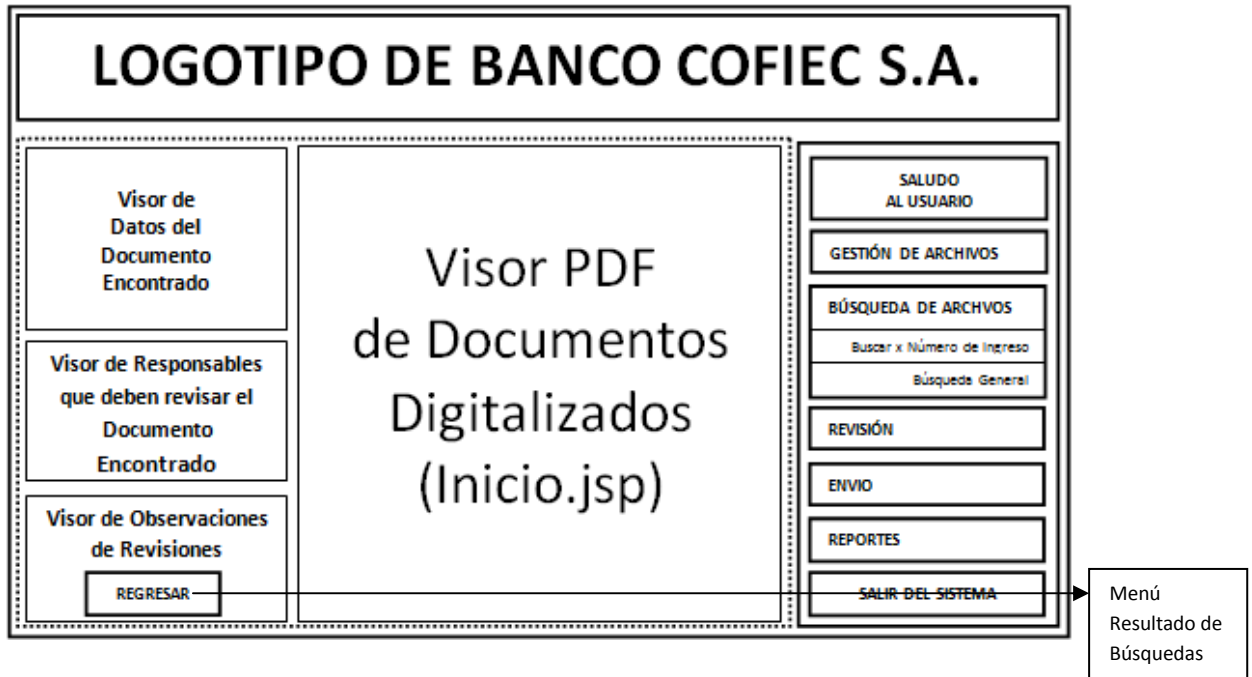 LOGOTIPO DE BANCO COFIEC S.A.
Visor de
Datos del
Documento
Encontrado
Visor de Responsables
que deben revisar el
Documento
Encontrado
Visor de Observaciones
de Revisiones
REGRESAR
Visor PDF
de Documentos
Digitalizados
(Inicio.jsp)
SALUDO
AL USUARIO
GESTIÓN DE ARCHIVOS
BÚSQUEDA DE ARCHVOS
Buscar x Número de Ingreso
Búsqueda General
REVISIÓN
ENVIO
REPORTES
SALIR DEL SISTEMA
Menú
Resultado de
Búsquedas